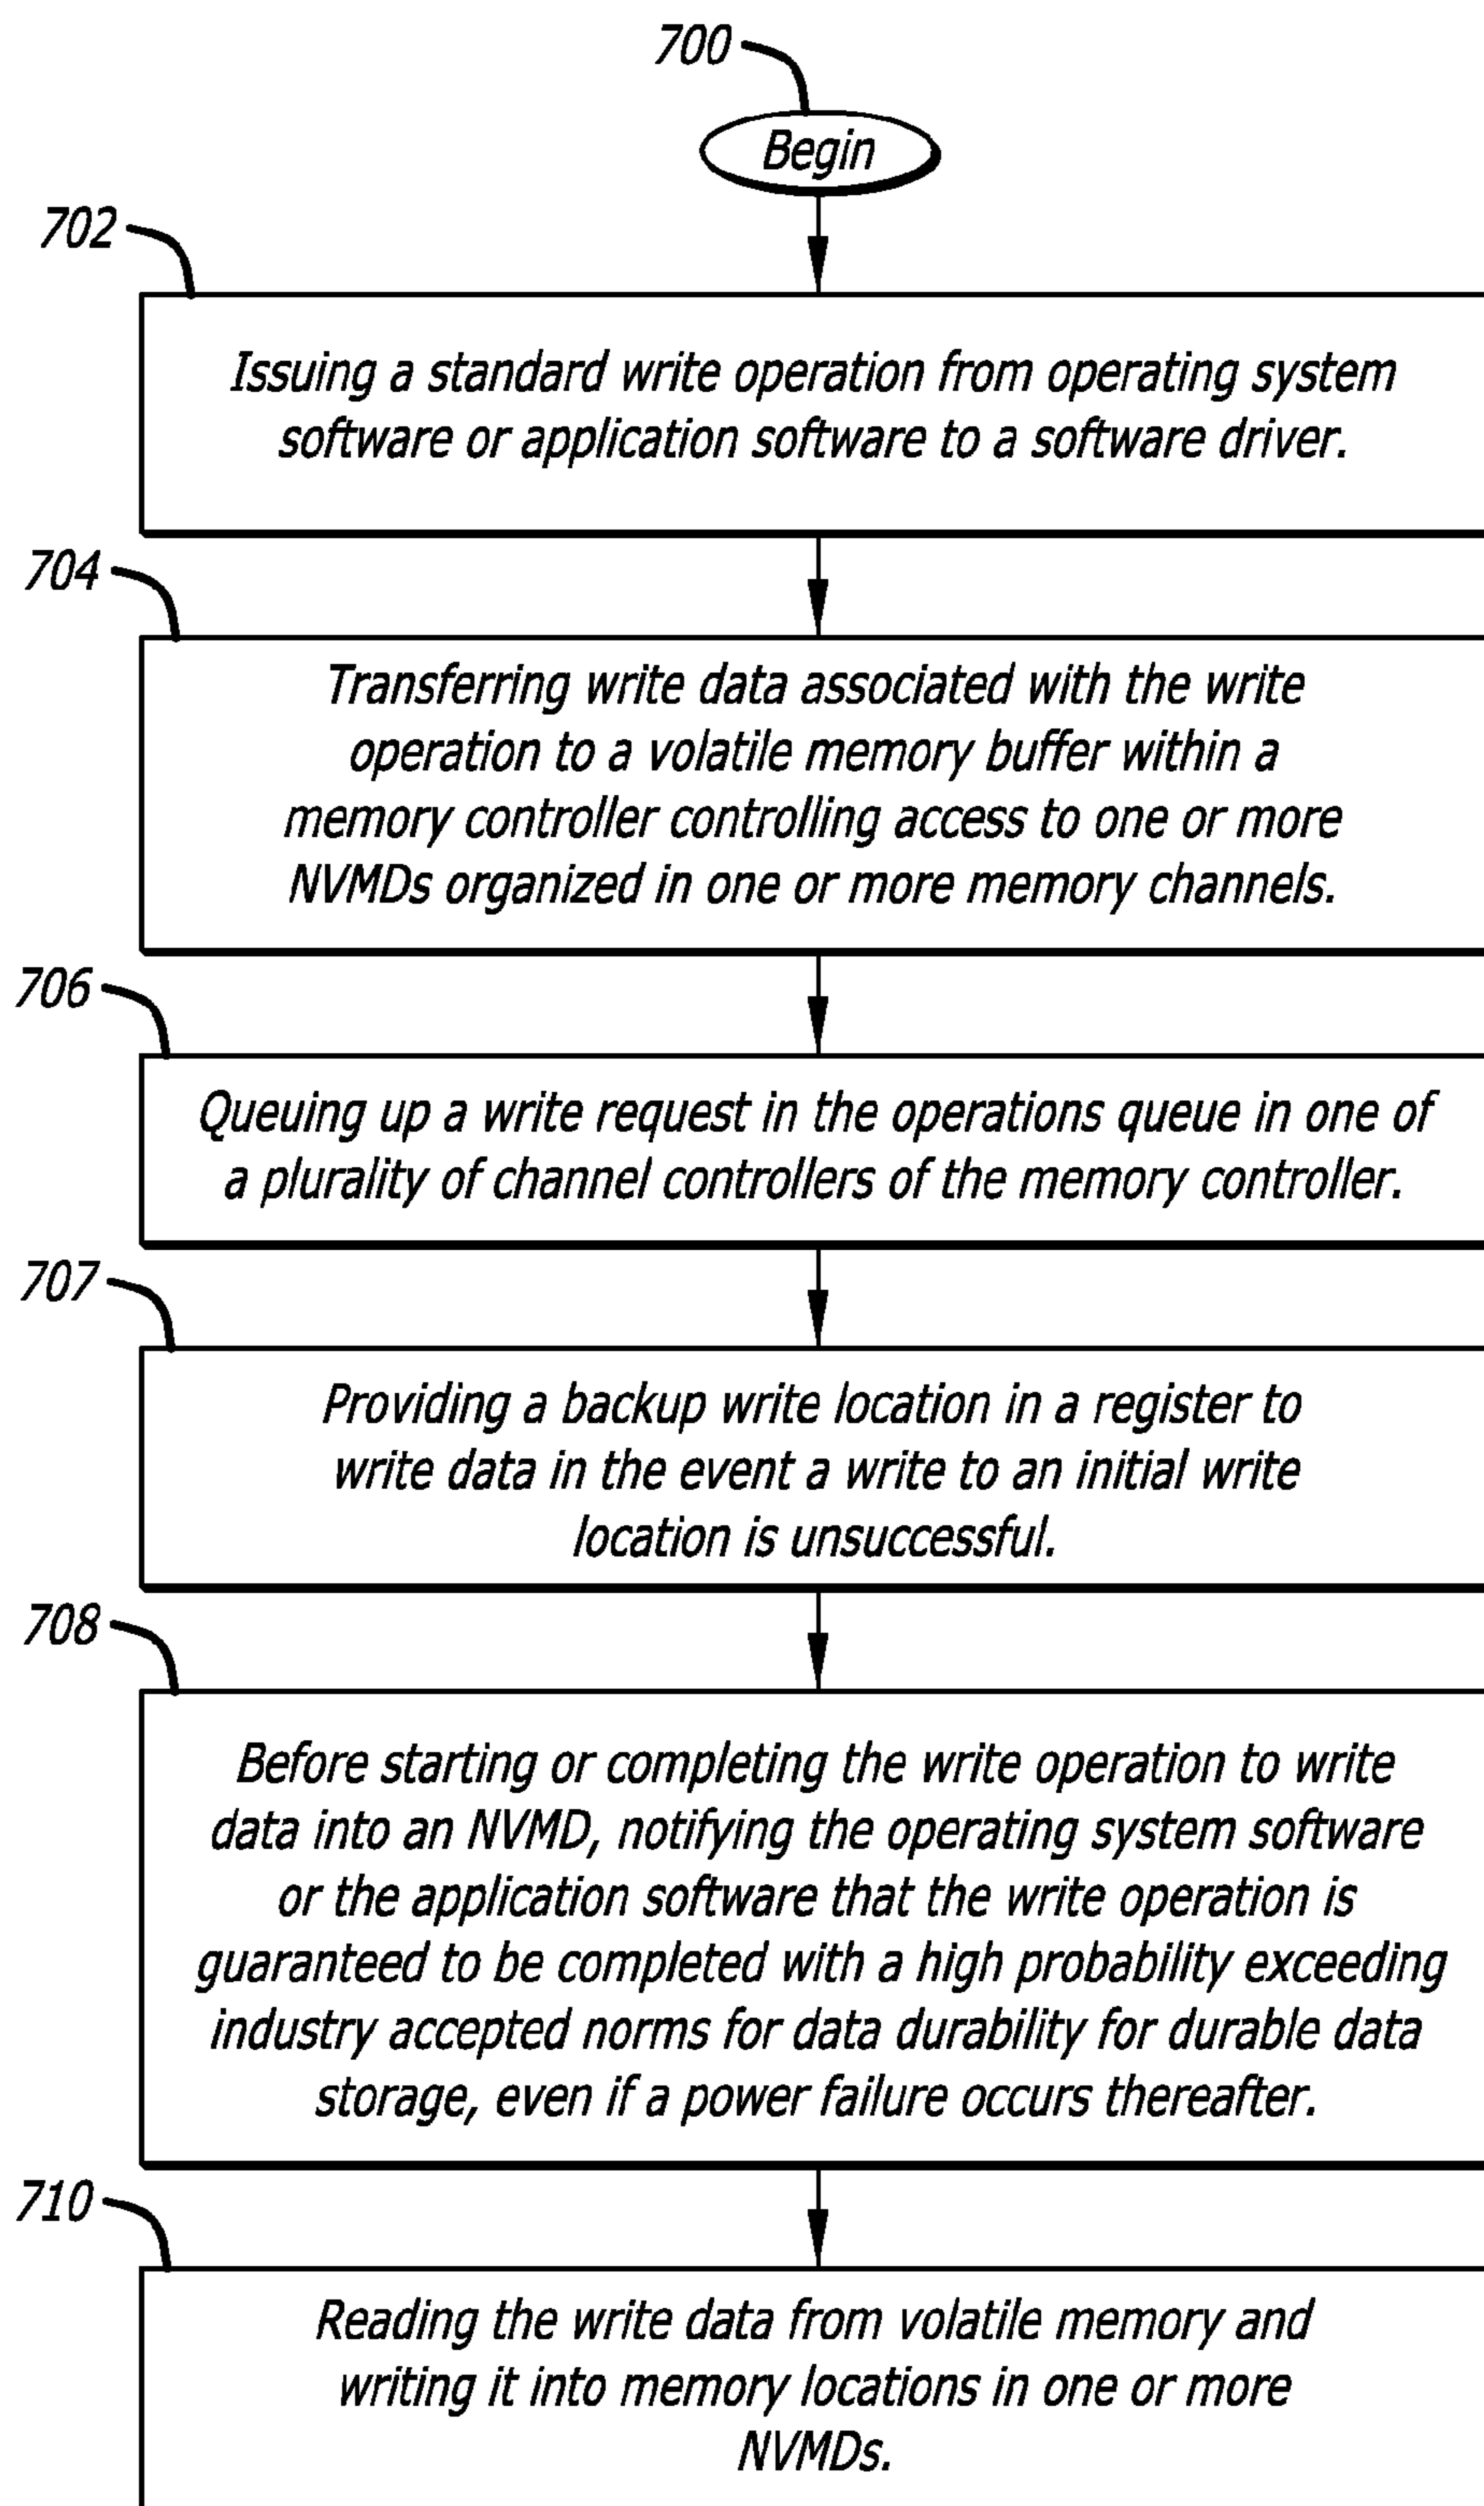 700
Begin
702
Issuing a standard write operation from operating system
software or application software to a software driver.
704
Transferring write data associated with the write
operation to a volatile memory buffer within a
memory controller controlling access to one or more
NVMDs organized in one or more memory channels.
706
Queuing up a write request in the operations queue in one of
a plurality of channel controllers of the memory controller.
707
Providing a backup write location in a register to
write data in the event a write to an initial write
location is unsuccessful.
708
Before starting or completing the write operation to write
data into an NVMD, notifying the operating system software
or the application software that the write operation is
guaranteed to be completed with a high probability exceeding
industry accepted norms for data durability for durable data
storage, even if a power failure occurs thereafter.
710
Reading the write data from volatile memory and
writing it into memory locations in one or more
NVMDs.